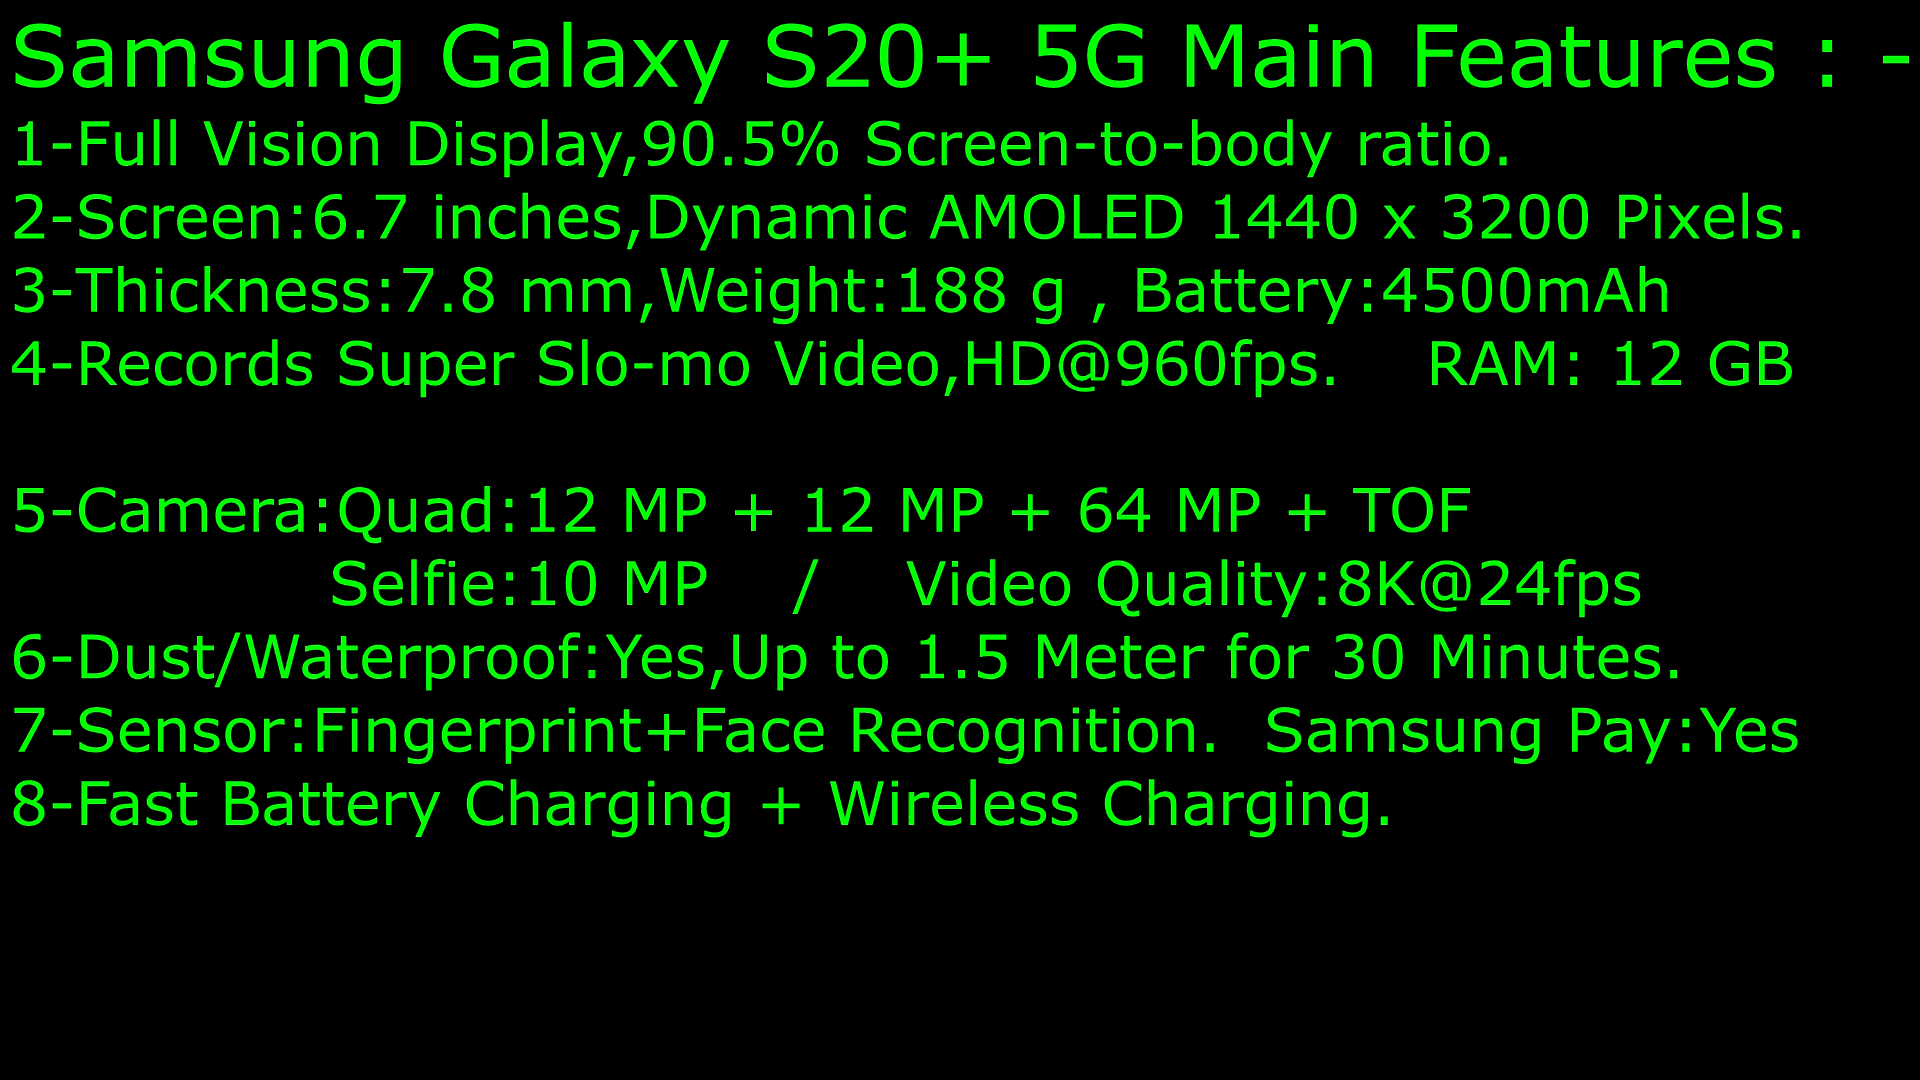 Samsung Galaxy S20+ 5G Main Features : -
1-Full Vision Display,90.5% Screen-to-body ratio.
2-Screen:6.7 inches,Dynamic AMOLED 1440 x 3200 Pixels.
3-Thickness:7.8 mm,Weight:188 g , Battery:4500mAh
4-Records Super Slo-mo Video,HD@960fps. RAM: 12 GB
5-Camera:Quad:12 MP + 12 MP + 64 MP + TOF
Selfie:10 MP / Video Quality:8K@24fps
6-Dust/Waterproof:Yes,Up to 1.5 Meter for 30 Minutes.
7-Sensor:Fingerprint+Face Recognition. Samsung Pay:Yes
8-Fast Battery Charging + Wireless Charging.